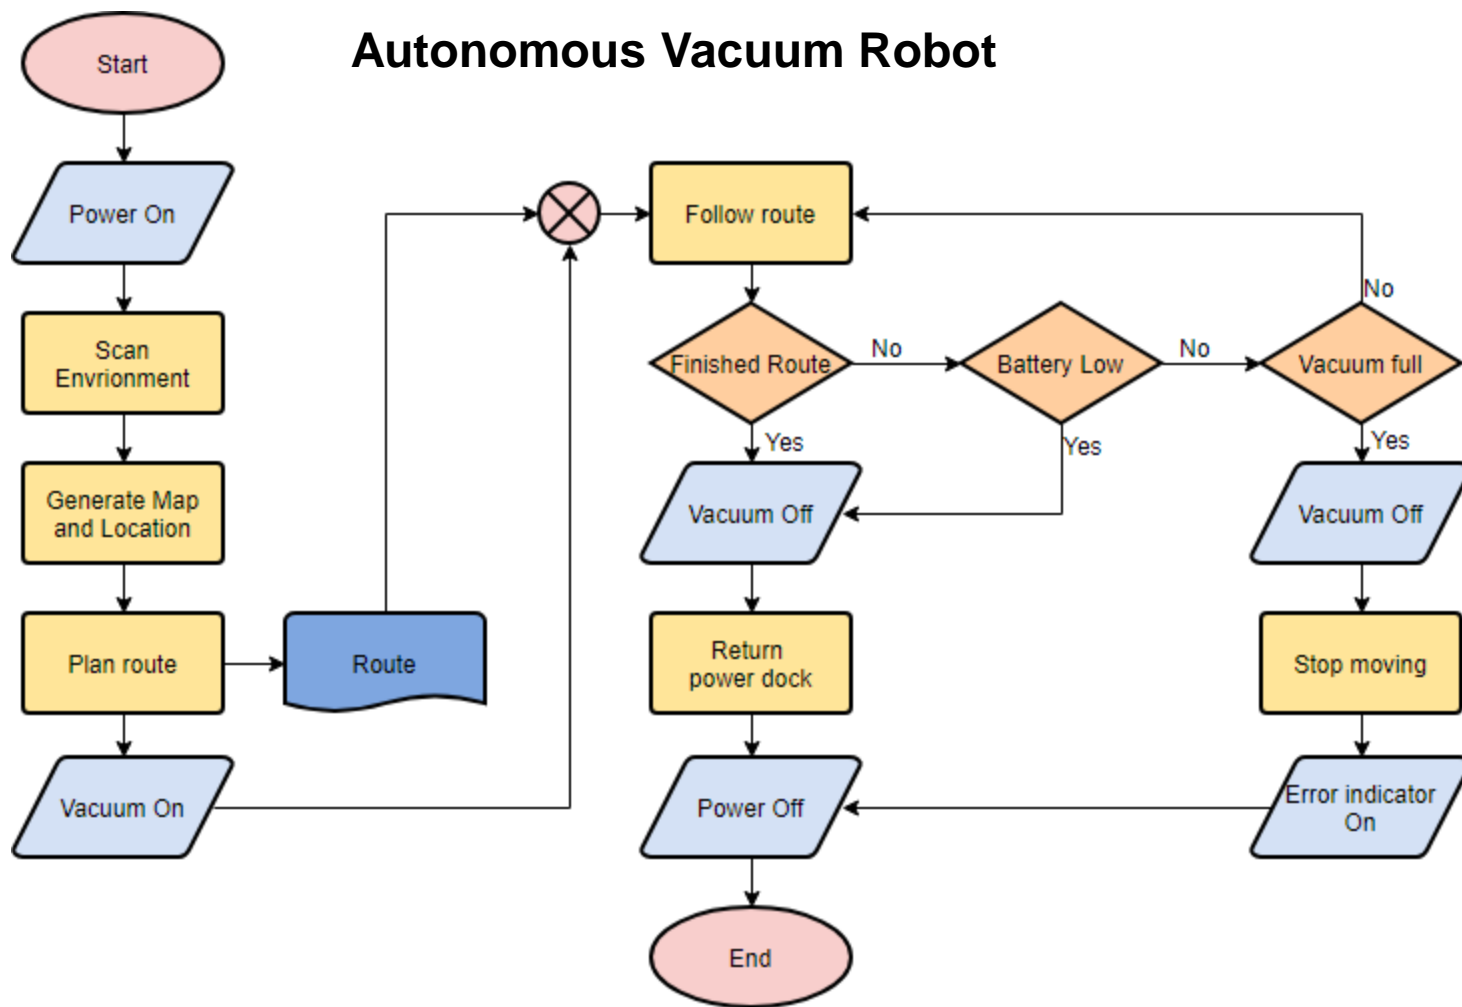 Autonomous Vacuum Robot
Start
Power On
Scan
Envrionment
Generate Map
and Location
Plan route
Route
Vacuum On
Follow route
Finished Route
No
Battery Low
No
Vacuum full
No
Yes
Yes
Yes
Vacuum Off
Vacuum Off
Return
power dock
Stop moving
Power Off
Error indicator
On
End